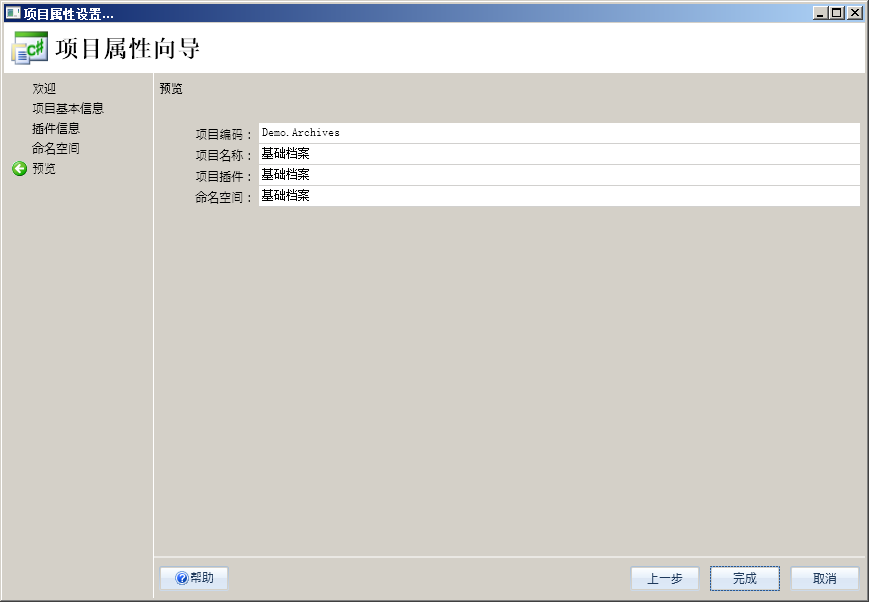 项目属性设置...
项目属性向导
欢迎
项目基本信息
插件信息
命名空间
预览
预览
项目编码： Demo.Archives
项目名称： 基础档案
项目插件： 基础档案
命名空间： 基础档案
帮助 上一步 完成 取消